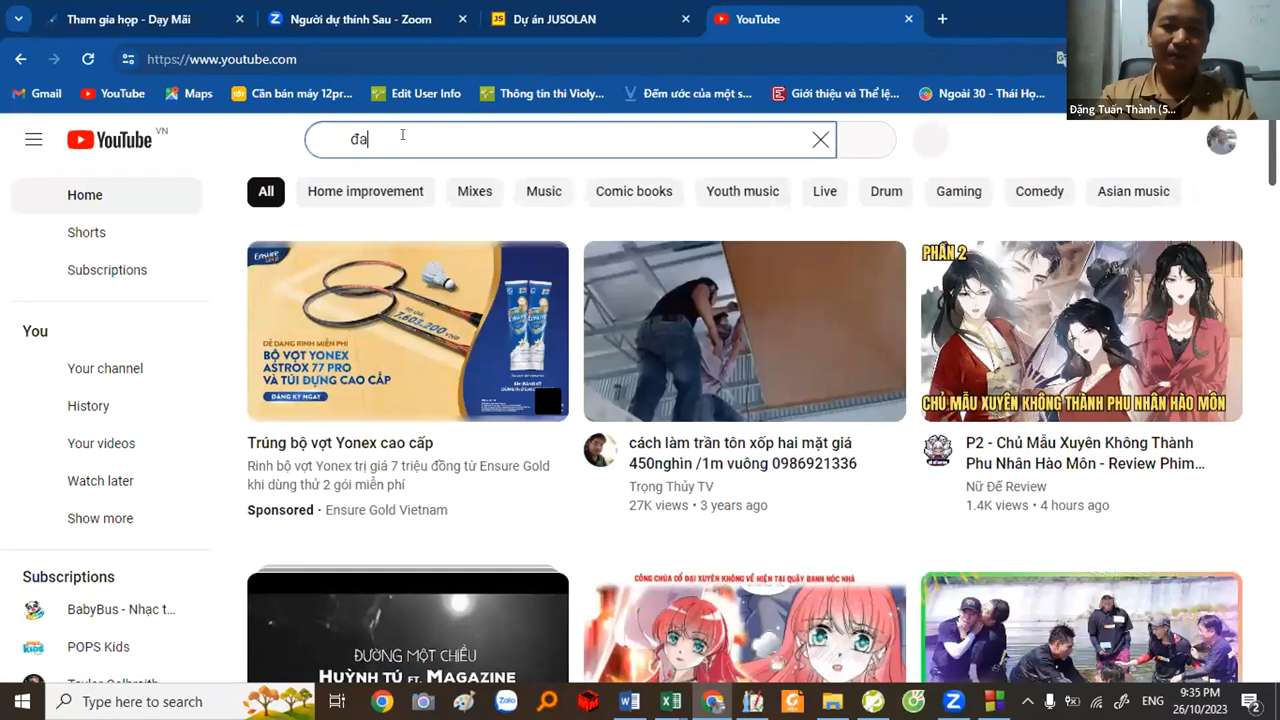 Tham gia họp - Dạy Mãi
Người dự thính Sau - Zoom
JS Dự án JUSOLAN
YouTube
https://www.youtube.com
Gmail
YouTube
Maps
Cần bán máy 12pr...
Edit User Info
Thông tin thi Violy...
Đếm ước của một s...
Giới thiệu và Thể lệ...
Ngoài 30 - Thái Họ...
Đặng Tuấn Thành (5...
YouTube VN
đa
Home
Shorts
Subscriptions
You
Your channel
History
Your videos
Watch later
Show more
Subscriptions
BabyBus - Nhạc t...
POPS Kids
All
Home improvement
Mixes
Music
Comic books
Youth music
Live
Drum
Gaming
Comedy
Asian music
Ensure
7,603,200
DỄ DÀNG RINH MIỄN PHÍ
BỘ VỢT YONEX
ASTROX 77 PRO
VÀ TÚI ĐỰNG CAO CẤP
ĐĂNG KÝ NGAY
Trúng bộ vợt Yonex cao cấp
Rinh bộ vợt Yonex trị giá 7 triệu đồng từ Ensure Gold
khi dùng thử 2 gói miễn phí
Sponsored • Ensure Gold Vietnam
cách làm trần tôn xốp hai mặt giá
450nghìn /1m vuông 0986921336
Trọng Thủy TV
27K views • 3 years ago
PHẦN 2
CHỦ MẪU XUYÊN KHÔNG THÀNH PHU NHÂN HÀO MÔN
P2 - Chủ Mẫu Xuyên Không Thành
Phu Nhân Hào Môn - Review Phim...
Nữ Đế Review
1.4K views • 4 hours ago
ĐƯỜNG MỘT CHIỀU
HUỲNH TÚ FT. MAGAZINE
CÔNG CHÚA CỔ ĐẠI XUYÊN KHÔNG VỀ HIỆN TẠI QUẬY BANH NÓC NHÀ
Type here to search
ENG
9:35 PM
26/10/2023
2